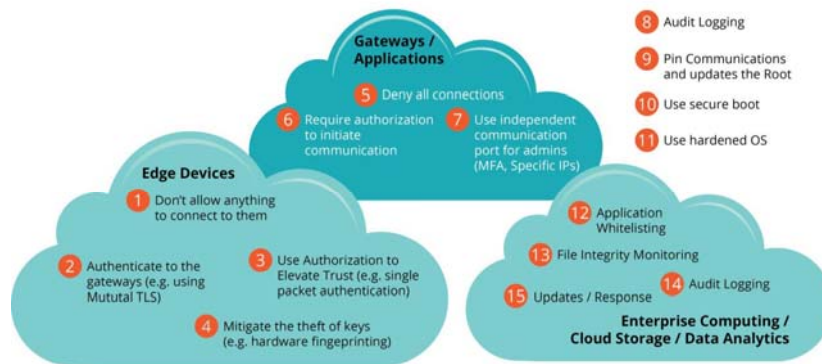 Gateways /
Applications
5 Deny all connections
6 Require authorization
to initiate
communication
7 Use independent
communication
port for admins
(MFA, Specific IPs)
8 Audit Logging
9 Pin Communications
and updates the Root
10 Use secure boot
11 Use hardened OS
Edge Devices
1 Don't allow anything
to connect to them
2 Authenticate to the
gateways (e.g. using
Mututal TLS)
3 Use Authorization to
Elevate Trust (e.g. single
packet authentication)
4 Mitigate the theft of keys
(e.g. hardware fingeprinting)
12 Application
Whitelisting
13 File Integrity Monitoring
14 Audit Logging
15 Updates / Response
Enterprise Computing /
Cloud Storage / Data Analytics